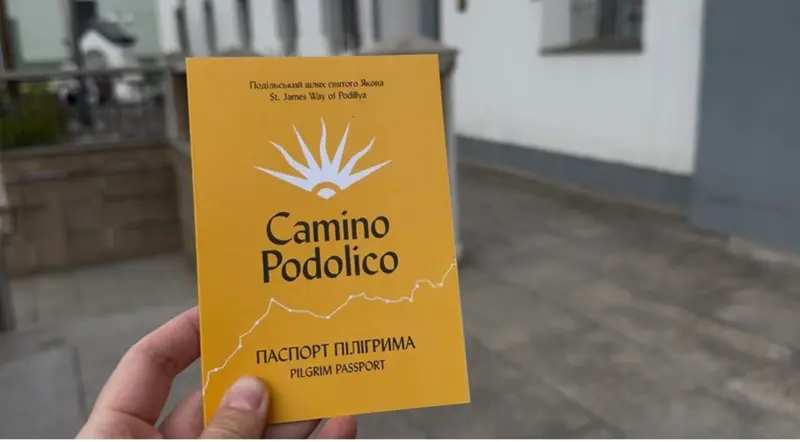 Подільський шлях святого Якова
St. James Way of Podillya
Camino
Podolico
ПАСПОРТ ПІЛІГРИМА
PILGRIM PASSPORT